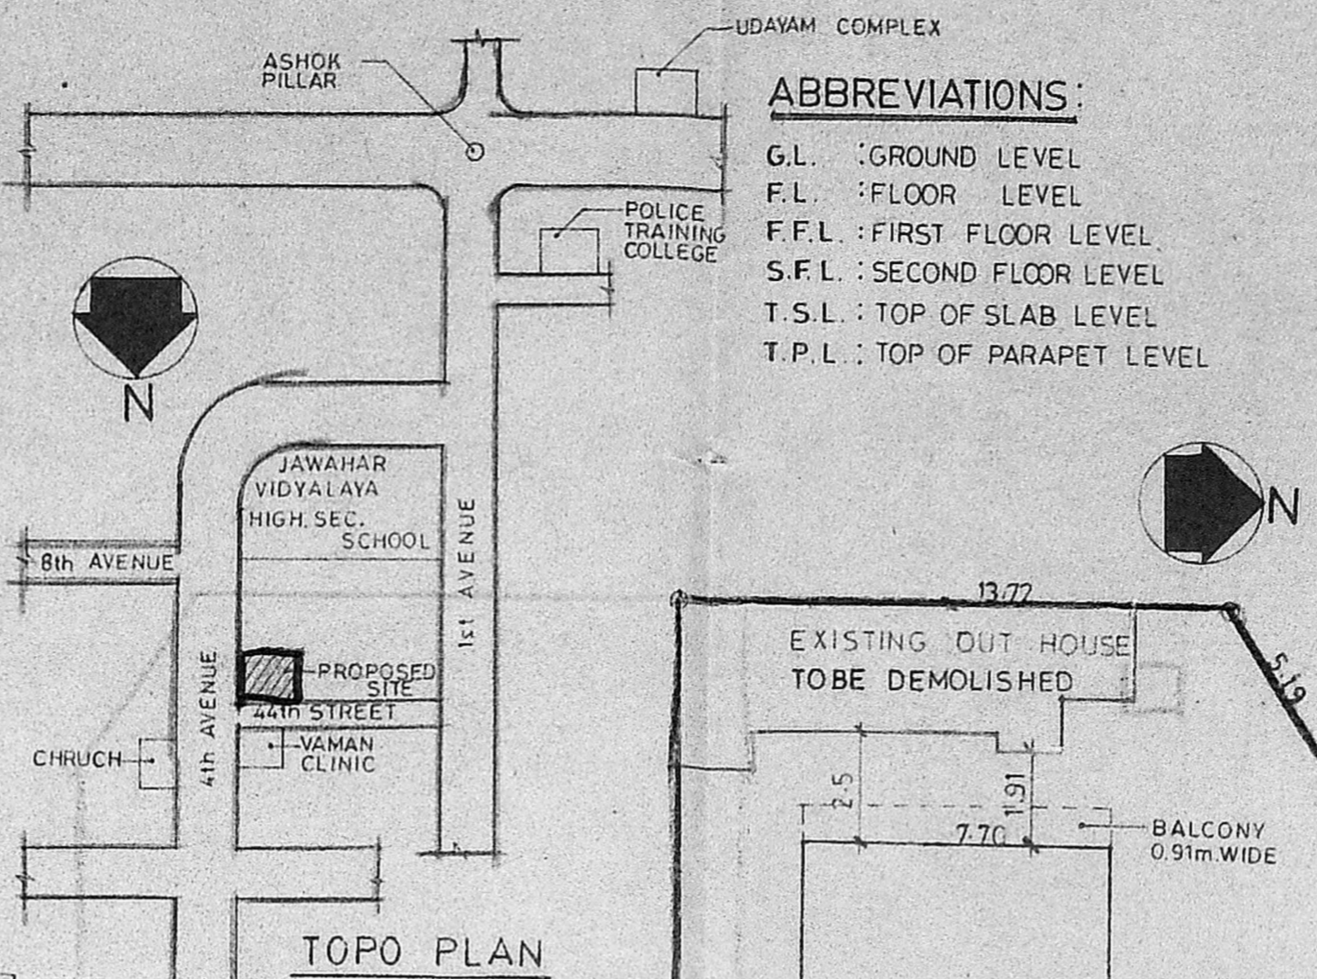 UDAYAM COMPLEX
ASHOK
PILLAR
ABBREVIATIONS:
G.L. : GROUND LEVEL
F.L. : FLOOR LEVEL
F.F.L. : FIRST FLOOR LEVEL
S.F.L. : SECOND FLOOR LEVEL
T.S.L. : TOP OF SLAB LEVEL
T.P.L. : TOP OF PARAPET LEVEL
POLICE
TRAINING
COLLEGE
N
JAWAHAR
VIDYALAYA
HIGH. SEC.
SCHOOL
1st AVENUE
8th AVENUE
4th AVENUE
PROPOSED
SITE
44th STREET
CHRUCH
VAMAN
CLINIC
TOPO PLAN
N
13.72
EXISTING OUT HOUSE
TO BE DEMOLISHED
5.19
2.5
1.91
7.70
BALCONY
0.91m. WIDE